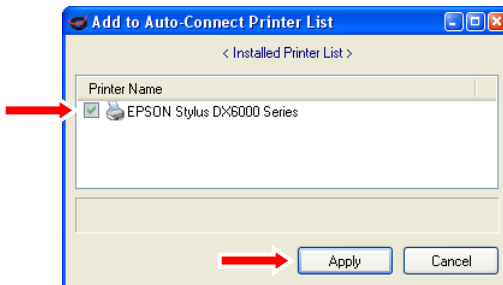 Add to Auto-Connect Printer List
< Installed Printer List >
Printer Name
EPSON Stylus DX6000 Series
Apply
Cancel